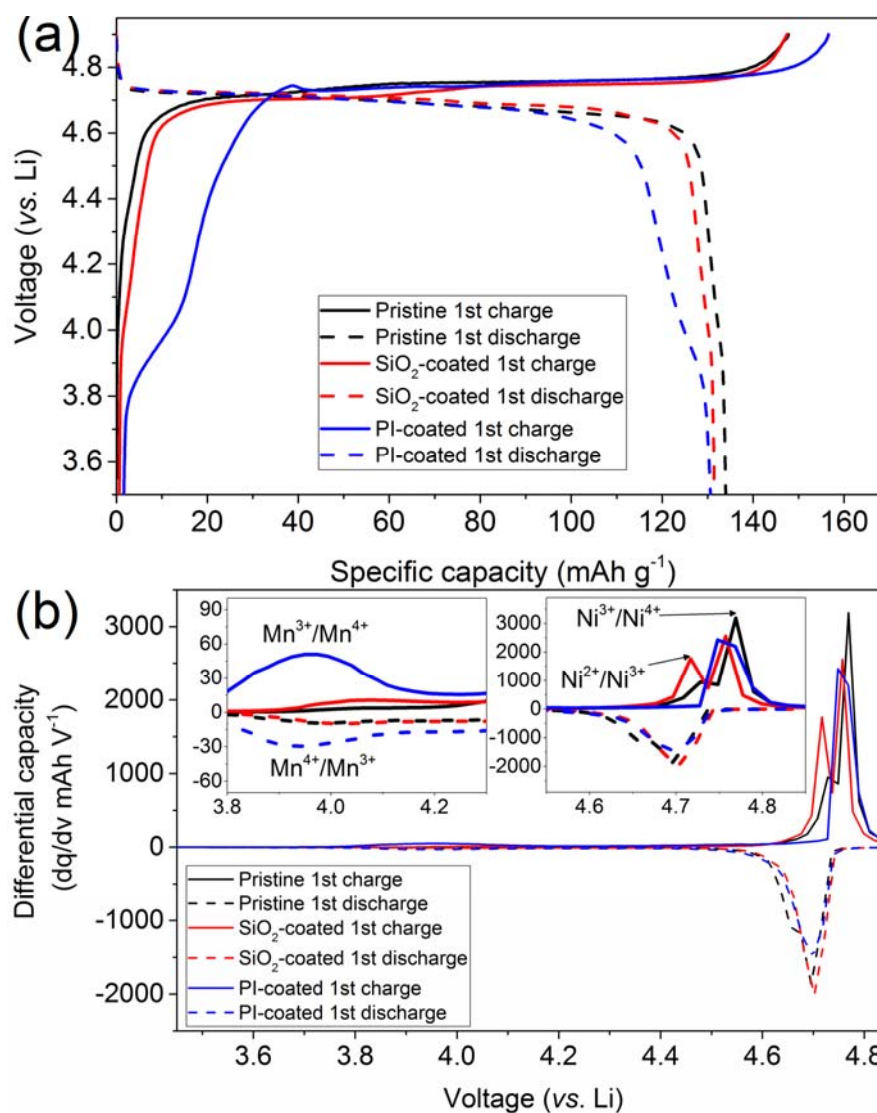 (a)
4.8
4.6
4.4
4.2
4.0
3.8
3.6
Voltage (vs. Li)
Pristine 1st charge
Pristine 1st discharge
SiO₂-coated 1st charge
SiO₂-coated 1st discharge
PI-coated 1st charge
PI-coated 1st discharge
0 20 40 60 80 100 120 140 160
Specific capacity (mAh g⁻¹)
(b)
3000
2000
1000
0
-1000
-2000
Differential capacity
(dq/dv mAh V⁻¹)
90
60
30
0
-30
-60
Mn³⁺/Mn⁴⁺
Mn⁴⁺/Mn³⁺
3.8 4.0 4.2
3000
2000
1000
0
-1000
-2000
Ni³⁺/Ni⁴⁺
Ni²⁺/Ni³⁺
4.6 4.7 4.8
Pristine 1st charge
Pristine 1st discharge
SiO₂-coated 1st charge
SiO₂-coated 1st discharge
PI-coated 1st charge
PI-coated 1st discharge
3.6 3.8 4.0 4.2 4.4 4.6 4.8
Voltage (vs. Li)